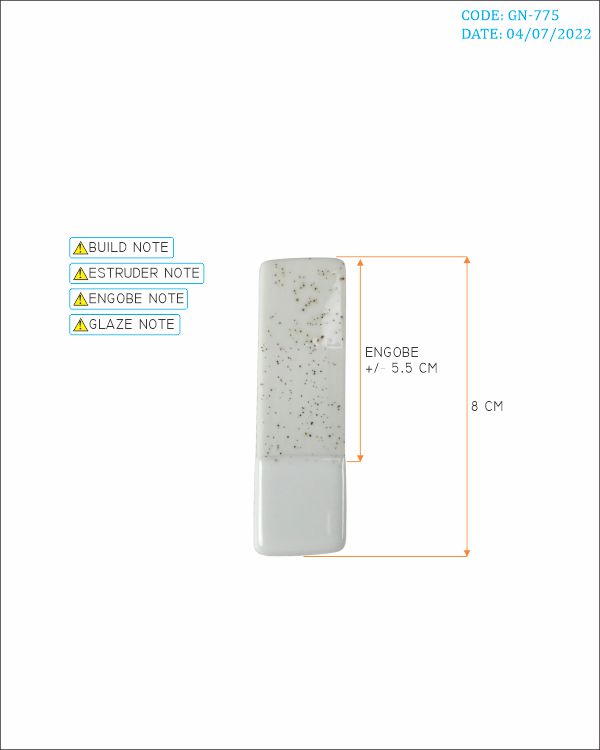 CODE: GN-775
DATE: 04/07/2022
BUILD NOTE
ESTRUDER NOTE
ENGOBE NOTE
GLAZE NOTE
ENGOBE
+/- 5.5 CM
8 CM